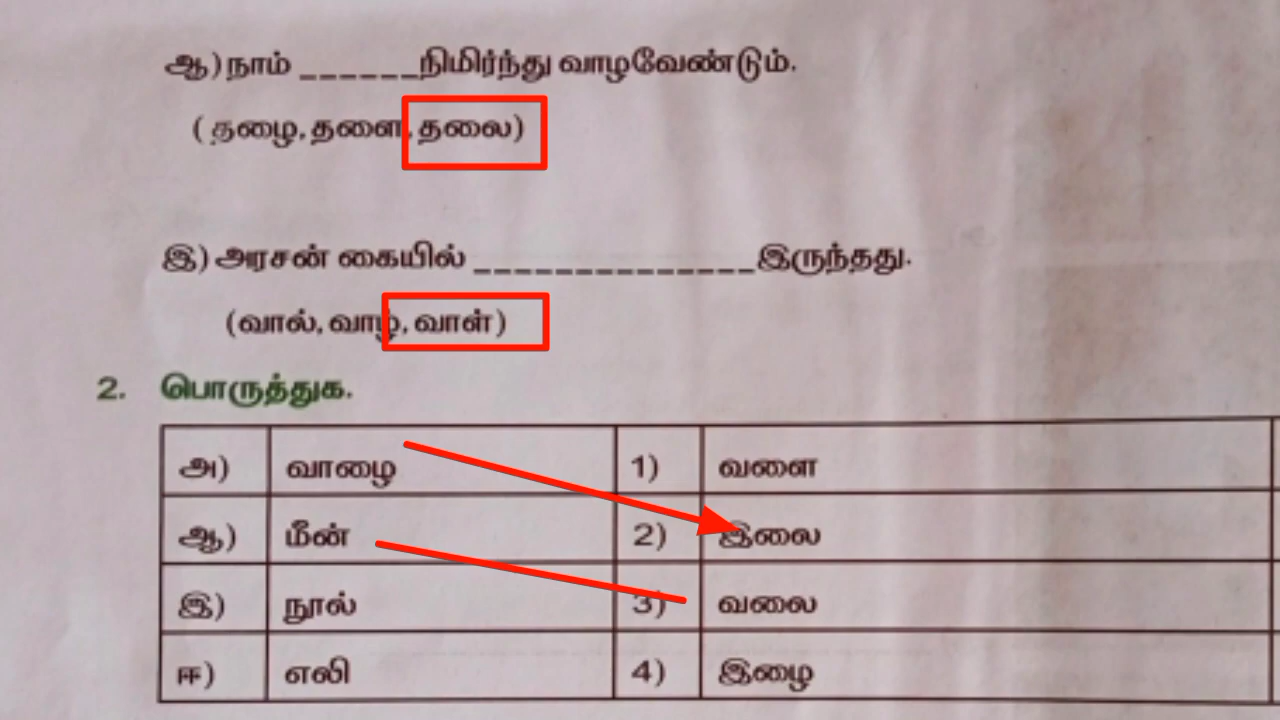 ஆ) நாம் ______நிமிர்ந்து வாழவேண்டும்.
(தழை, தளை, தலை)
இ) அரசன் கையில் ______________இருந்தது.
(வால், வாழ், வாள்)
2. பொருத்துக.
அ) வாழை 1) வளை
ஆ) மீன் 2) இலை
இ) நூல் 3) வலை
ஈ) எலி 4) இழை